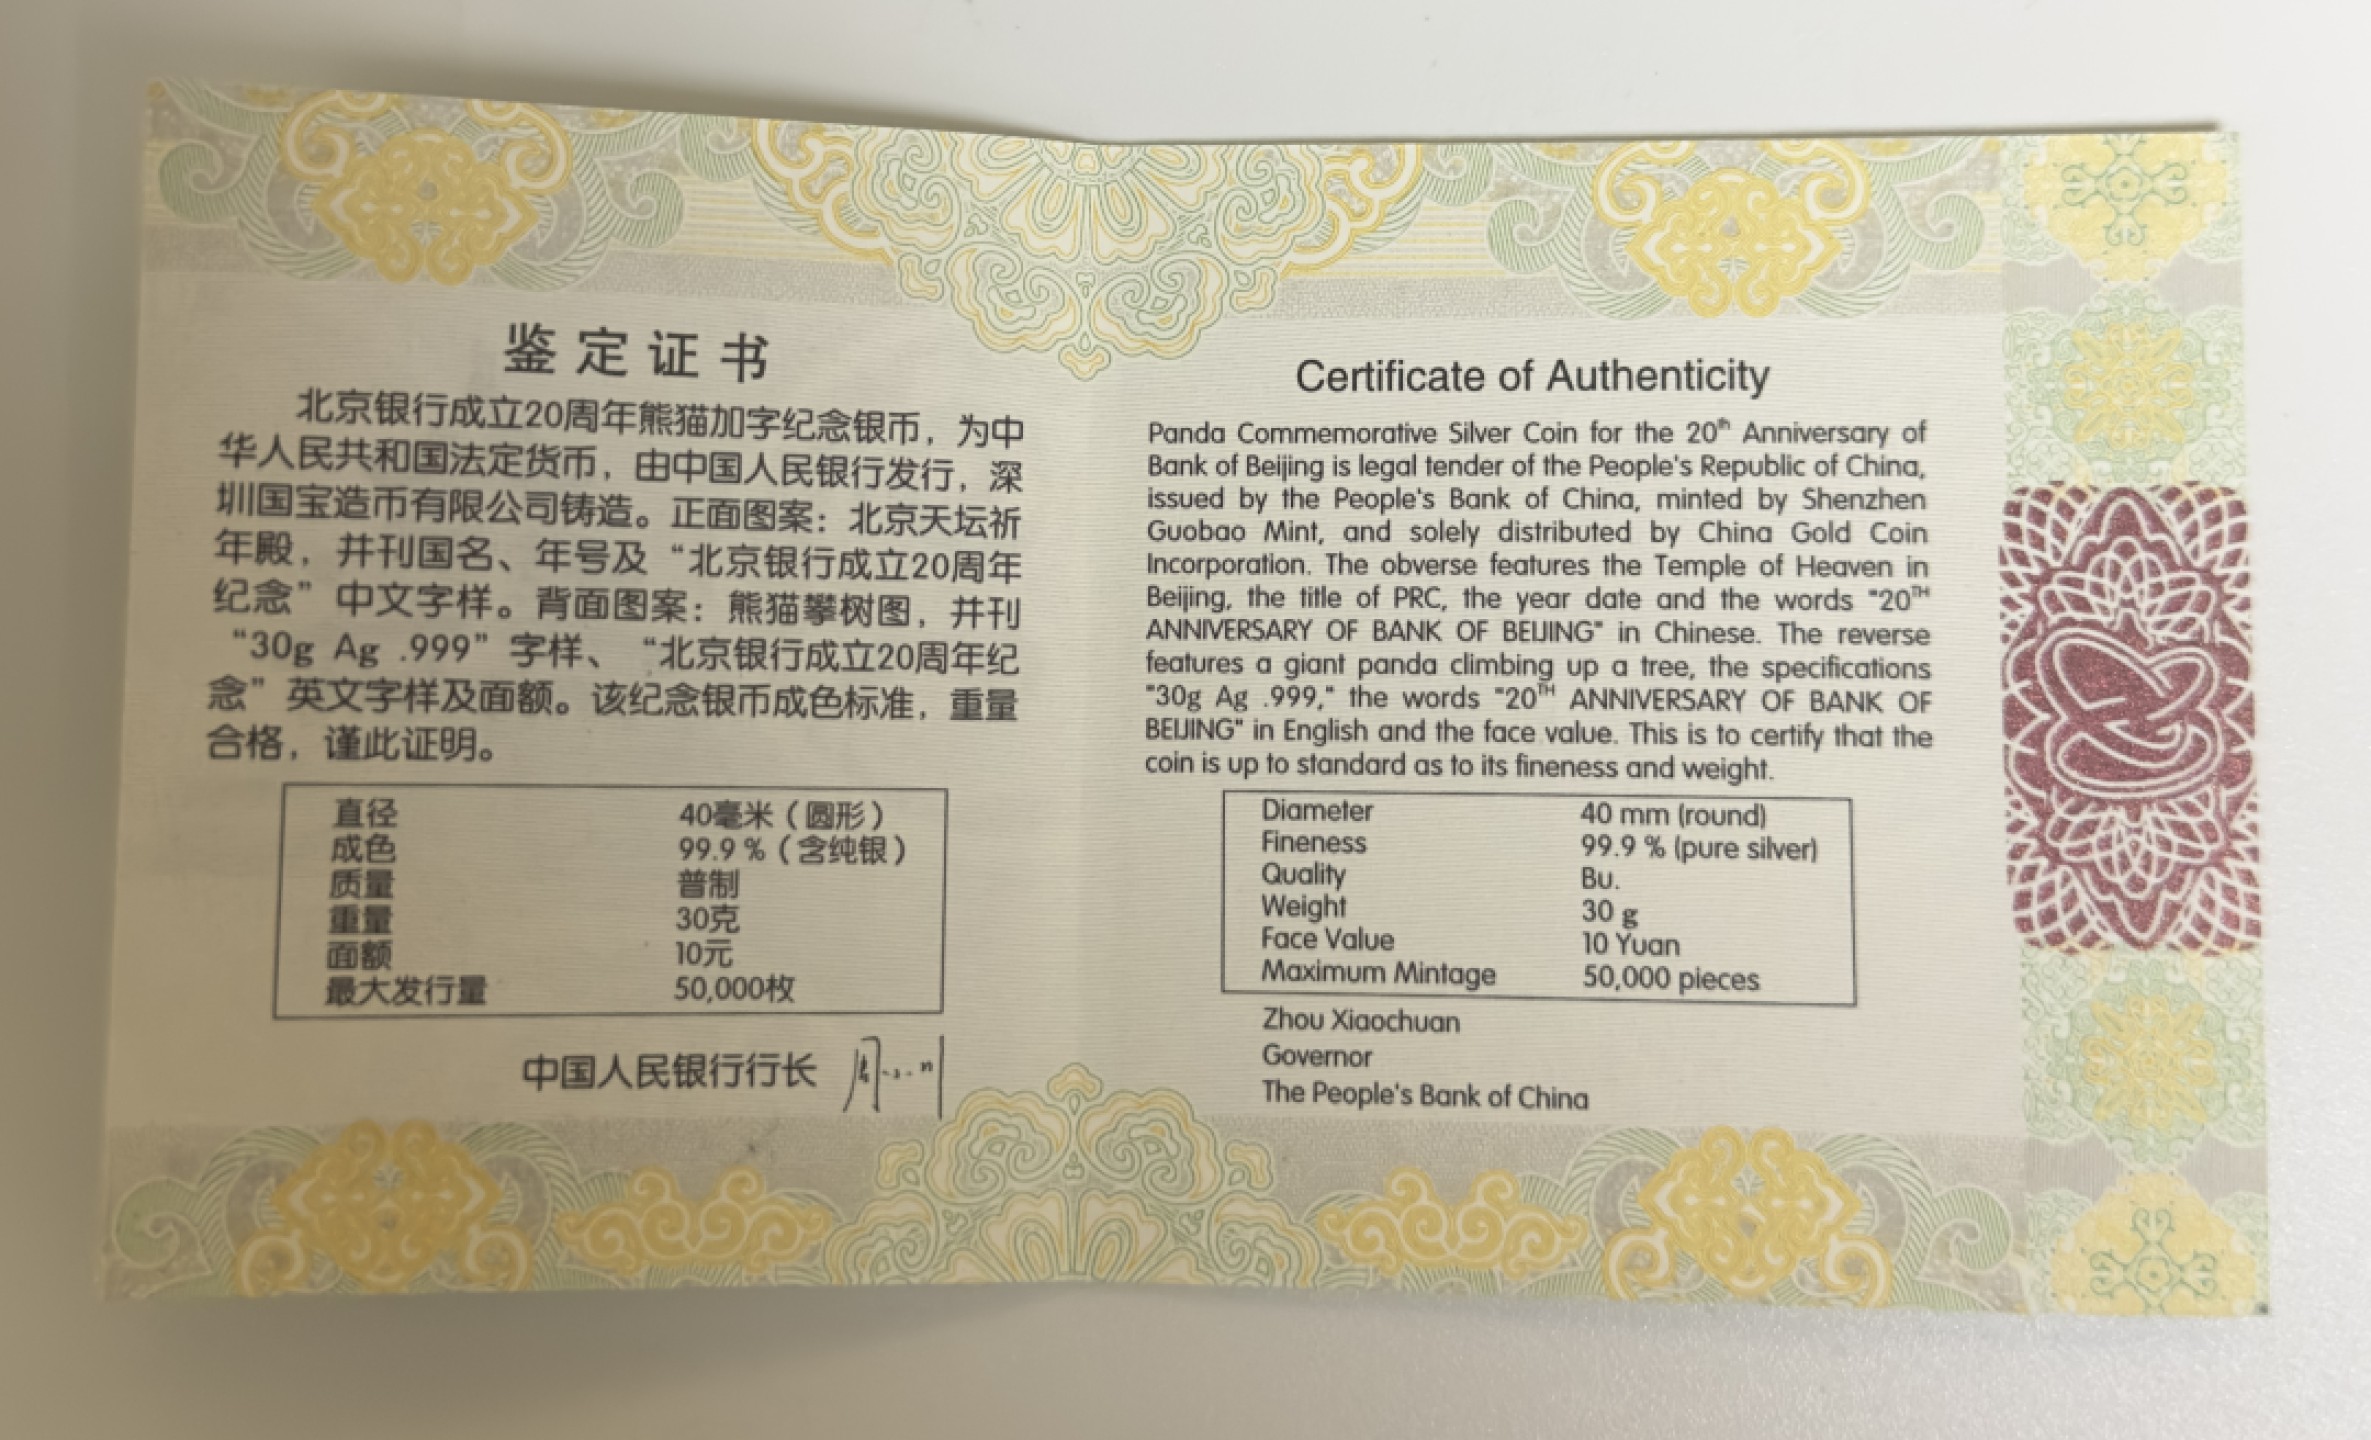 鉴定证书
北京银行成立20周年熊猫加字纪念银币，为中
华人民共和国法定货币，由中国人民银行发行，深
圳国宝造币有限公司铸造。正面图案：北京天坛祈
年殿，并刊国名、年号及“北京银行成立20周年
纪念”中文字样。背面图案：熊猫攀树图，并刊
“30g Ag .999”字样、“北京银行成立20周年纪
念”英文字样及面额。该纪念银币成色标准，重量
合格，谨此证明。
直径 40毫米（圆形）
成色 99.9 %（含纯银）
质量 普制
重量 30克
面额 10元
最大发行量 50,000枚
中国人民银行行长 周小川
Certificate of Authenticity
Panda Commemorative Silver Coin for the 20th Anniversary of
Bank of Beijing is legal tender of the People's Republic of China,
issued by the People's Bank of China, minted by Shenzhen
Guobao Mint, and solely distributed by China Gold Coin
Incorporation. The obverse features the Temple of Heaven in
Beijing, the title of PRC, the year date and the words "20TH
ANNIVERSARY OF BANK OF BEIJING" in Chinese. The reverse
features a giant panda climbing up a tree, the specifications
"30g Ag .999," the words "20TH ANNIVERSARY OF BANK OF
BEIJING" in English and the face value. This is to certify that the
coin is up to standard as to its fineness and weight.
Diameter 40 mm (round)
Fineness 99.9 % (pure silver)
Quality Bu.
Weight 30 g
Face Value 10 Yuan
Maximum Mintage 50,000 pieces
Zhou Xiaochuan
Governor
The People's Bank of China